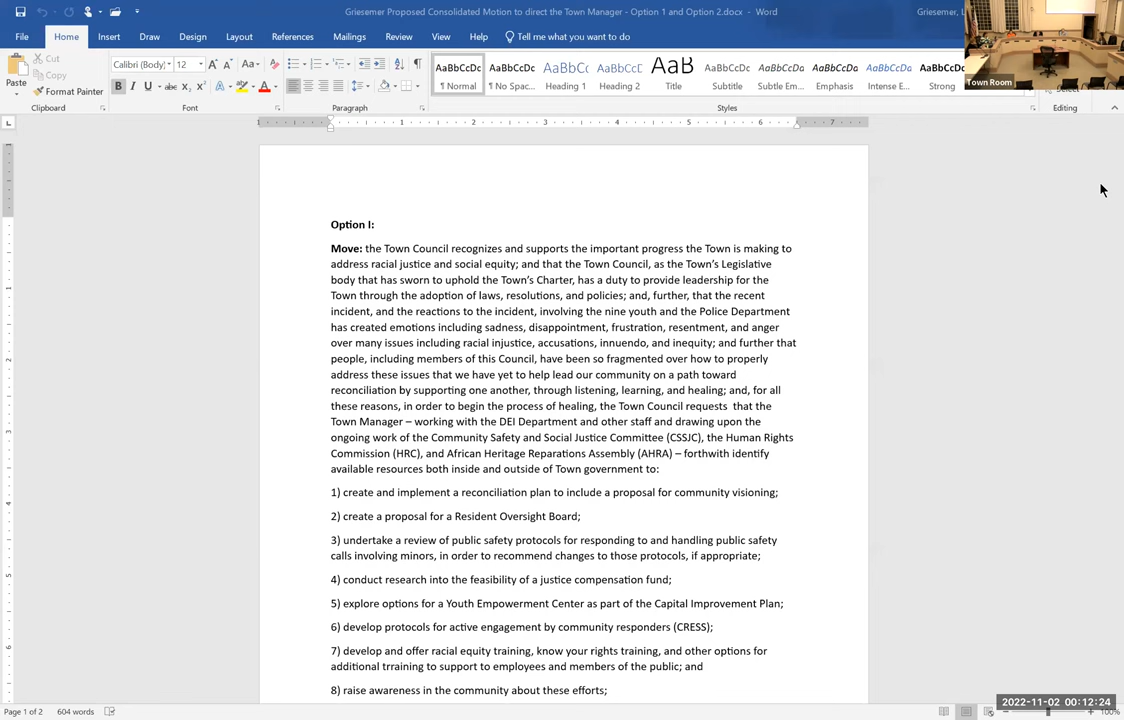 Griesemer Proposed Consolidated Motion to direct the Town Manager - Option 1 and Option 2.docx - Word
Griesemer,
File Home Insert Draw Design Layout References Mailings Review View Help Tell me what you want to do
Cut
Copy
Paste
Format Painter
Calibri (Body) 12
Aa
B I U abc
AaBbCcDc AaBbCcDc AaBbC AaBbCcD AaB AaBbCcD AaBbCcDt AaBbCcDt AaBbCcDt AaBbCcDc
¶ Normal ¶ No Spac... Heading 1 Heading 2 Title Subtitle Subtle Em... Emphasis Intense E... Strong
Select
Town Room
Clipboard Font Paragraph Styles Editing
1 1 2 3 4 5 6 7
Option I:
Move: the Town Council recognizes and supports the important progress the Town is making to
address racial justice and social equity; and that the Town Council, as the Town's Legislative
body that has sworn to uphold the Town's Charter, has a duty to provide leadership for the
Town through the adoption of laws, resolutions, and policies; and, further, that the recent
incident, and the reactions to the incident, involving the nine youth and the Police Department
has created emotions including sadness, disappointment, frustration, resentment, and anger
over many issues including racial injustice, accusations, innuendo, and inequity; and further that
people, including members of this Council, have been so fragmented over how to properly
address these issues that we have yet to help lead our community on a path toward
reconciliation by supporting one another, through listening, learning, and healing; and, for all
these reasons, in order to begin the process of healing, the Town Council requests that the
Town Manager – working with the DEI Department and other staff and drawing upon the
ongoing work of the Community Safety and Social Justice Committee (CSSJC), the Human Rights
Commission (HRC), and African Heritage Reparations Assembly (AHRA) – forthwith identify
available resources both inside and outside of Town government to:
1) create and implement a reconciliation plan to include a proposal for community visioning;
2) create a proposal for a Resident Oversight Board;
3) undertake a review of public safety protocols for responding to and handling public safety
calls involving minors, in order to recommend changes to those protocols, if appropriate;
4) conduct research into the feasibility of a justice compensation fund;
5) explore options for a Youth Empowerment Center as part of the Capital Improvement Plan;
6) develop protocols for active engagement by community responders (CRESS);
7) develop and offer racial equity training, know your rights training, and other options for
additional trraining to support to employees and members of the public; and
8) raise awareness in the community about these efforts;
2022-11-02 00:12:24
Page 1 of 2 604 words 100%